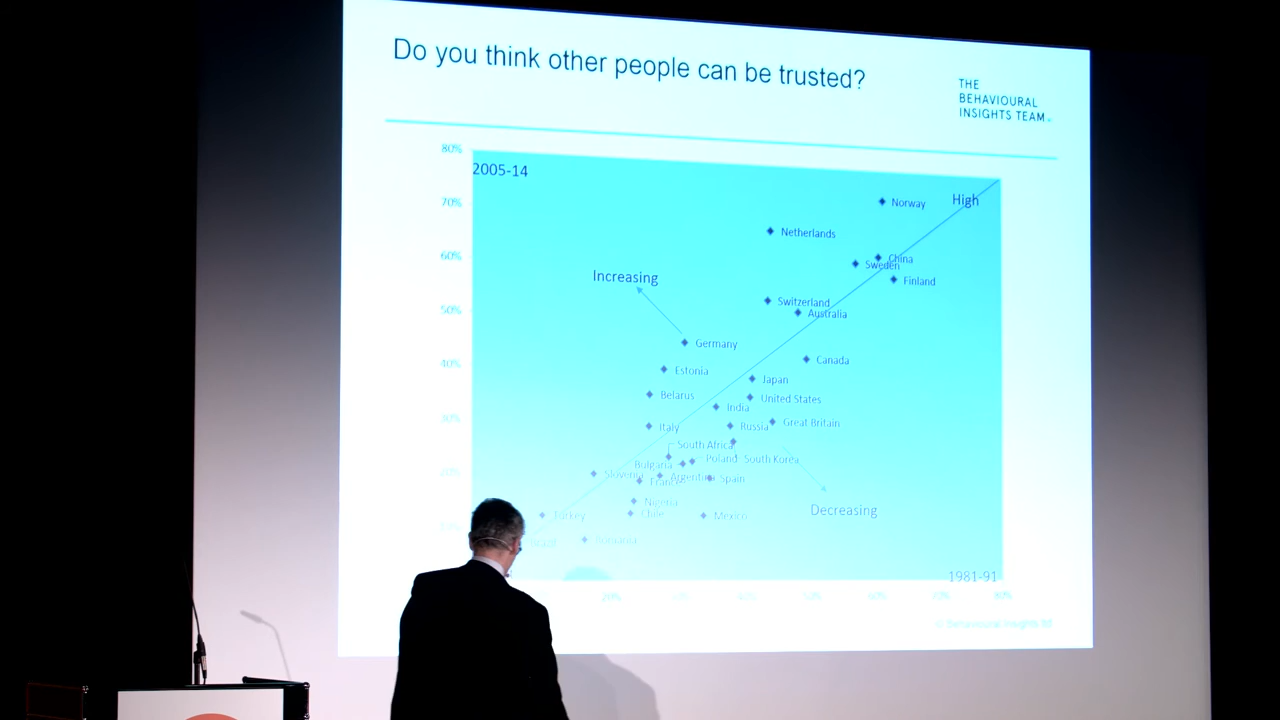 Do you think other people can be trusted?
THE
BEHAVIOURAL
INSIGHTS TEAM
80%
2005-14
High
70%
Norway
Netherlands
60%
China
Sweden
Increasing
Finland
50%
Switzerland
Australia
Germany
40%
Canada
Estonia
Japan
Belarus
United States
India
30%
Great Britain
Italy
Russia
South Africa
Poland
South Korea
Bulgaria
20%
Slovenia
Argentina
Spain
France
Nigeria
Decreasing
Turkey
Chile
Mexico
Romania
1981-91
20%
60%
70%
80%